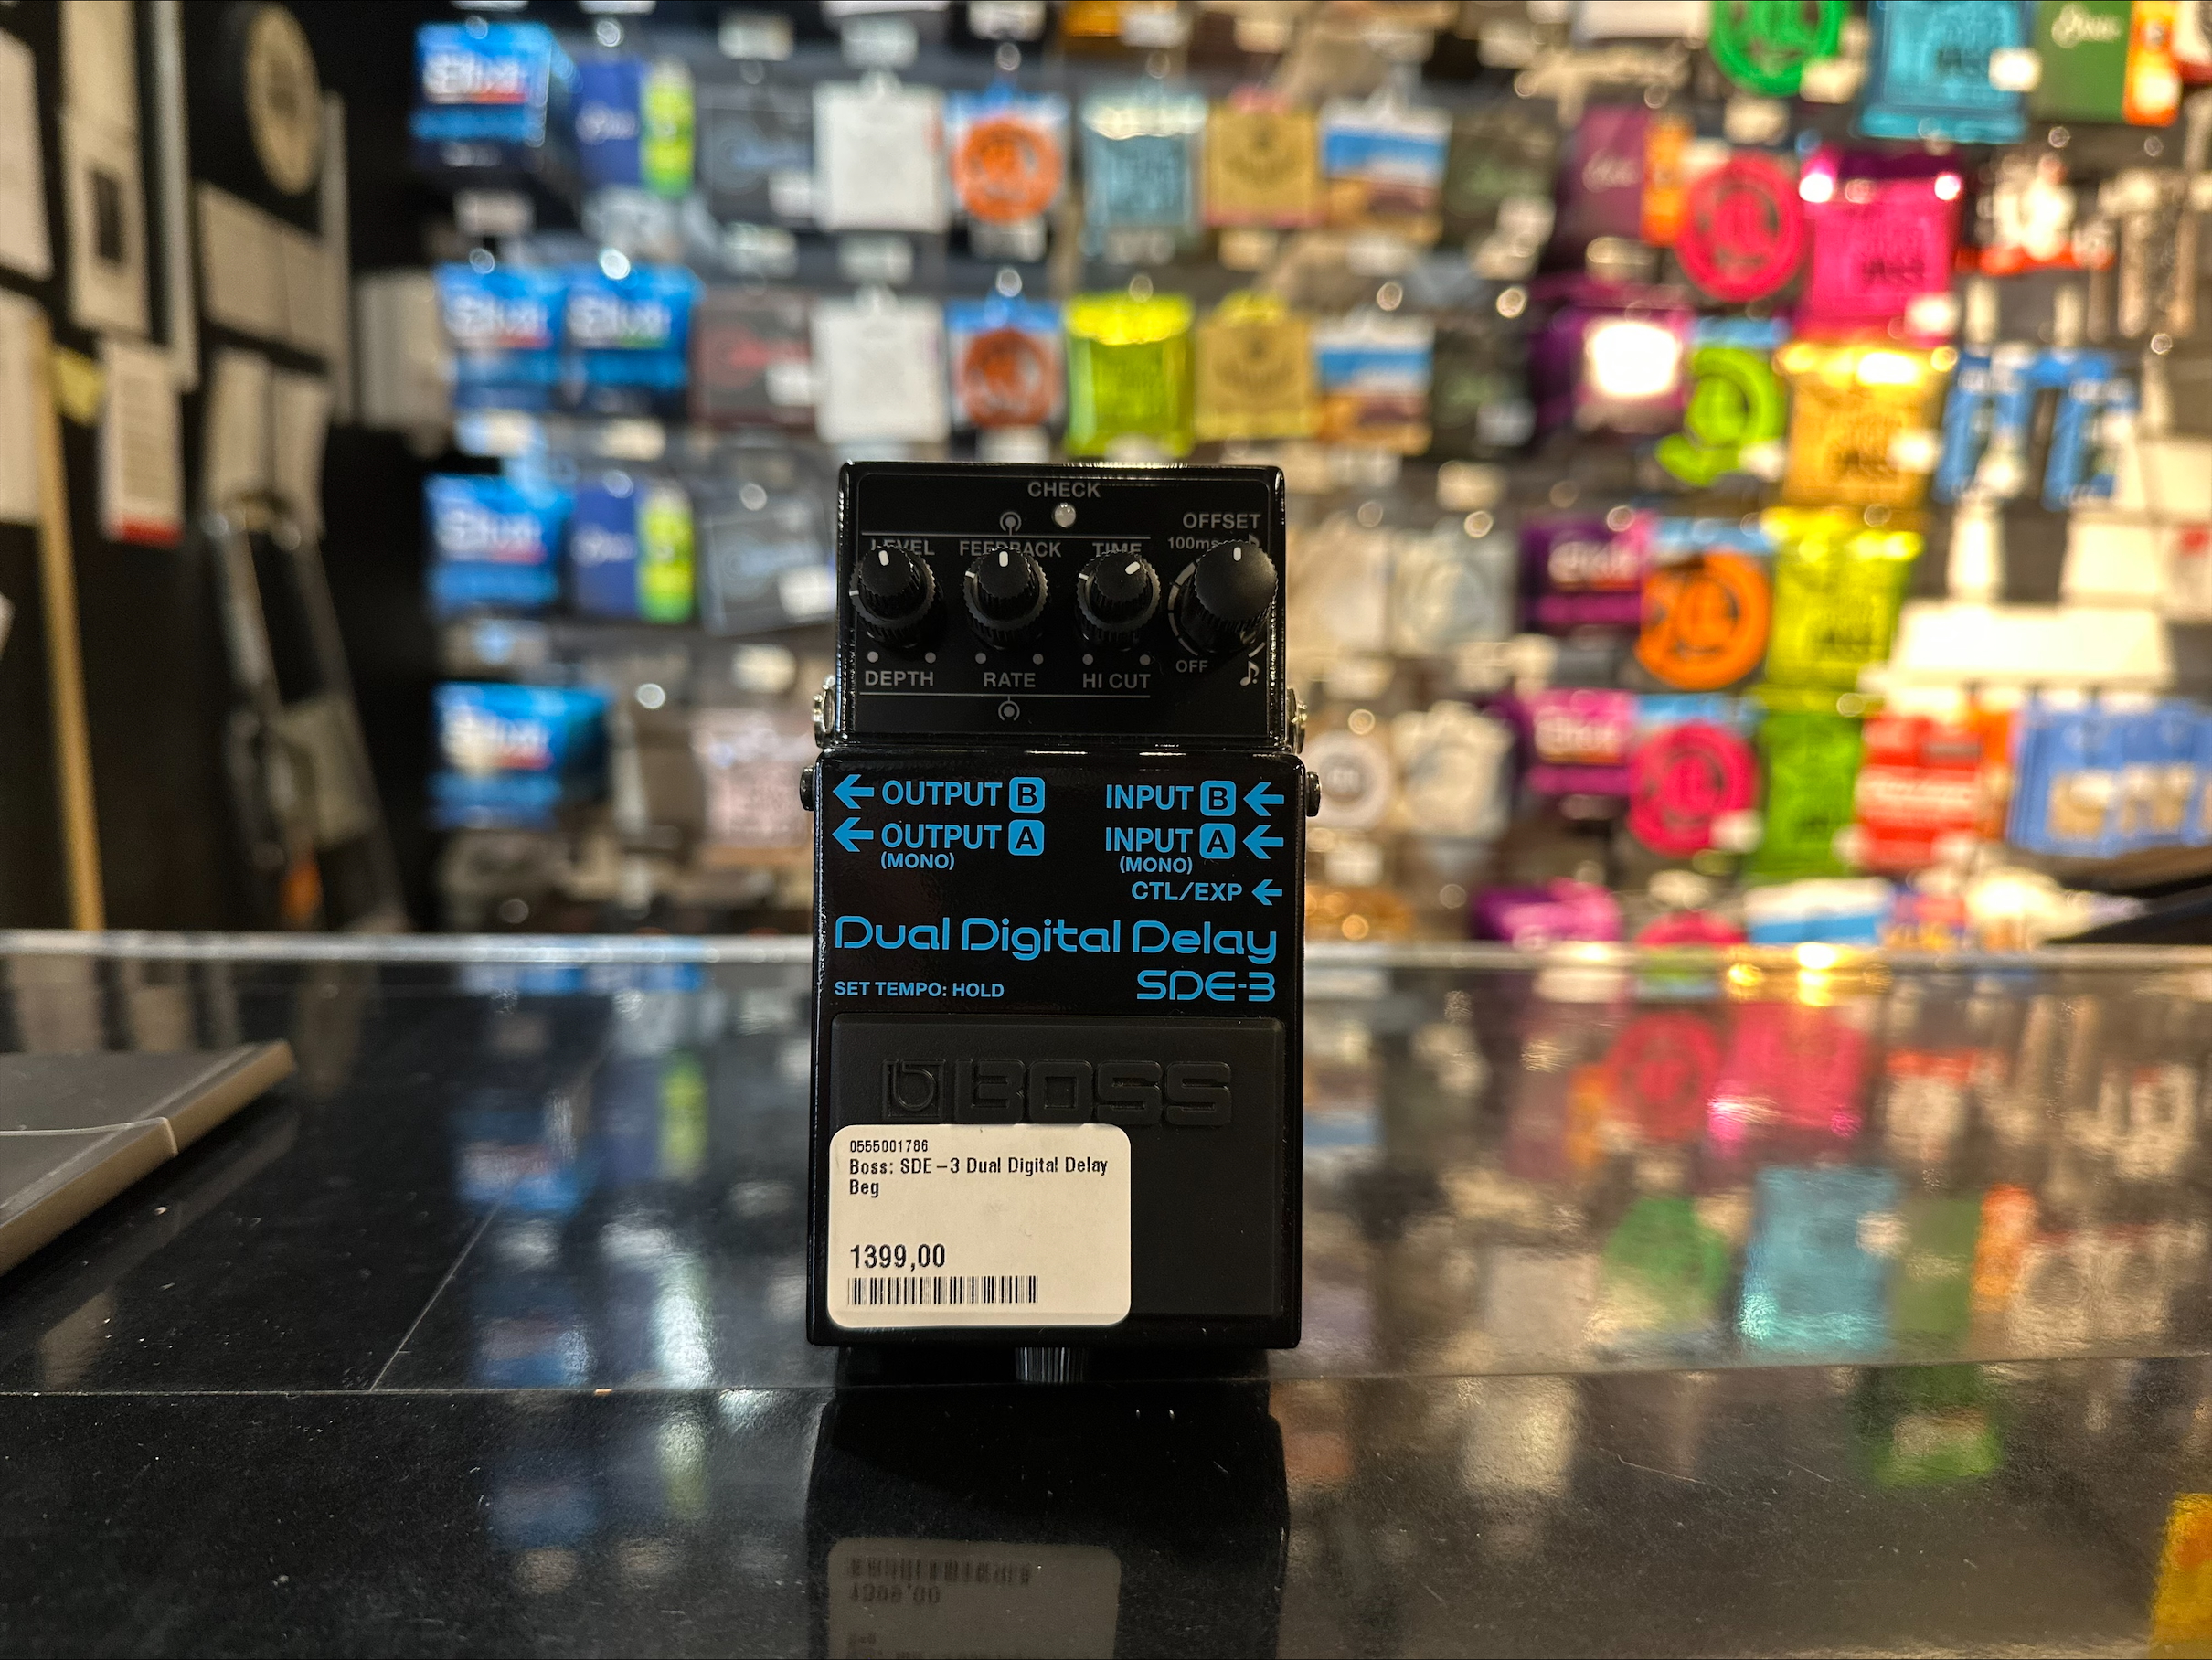 CHECK
OFFSET
LEVEL FEEDBACK TIME 100ms
DEPTH RATE HI CUT OFF
OUTPUT B INPUT B
OUTPUT A INPUT A
(MONO) (MONO)
CTL/EXP
Dual Digital Delay
SET TEMPO: HOLD SDE-3
BOSS
0555001786
Boss: SDE-3 Dual Digital Delay
Beg
1399,00